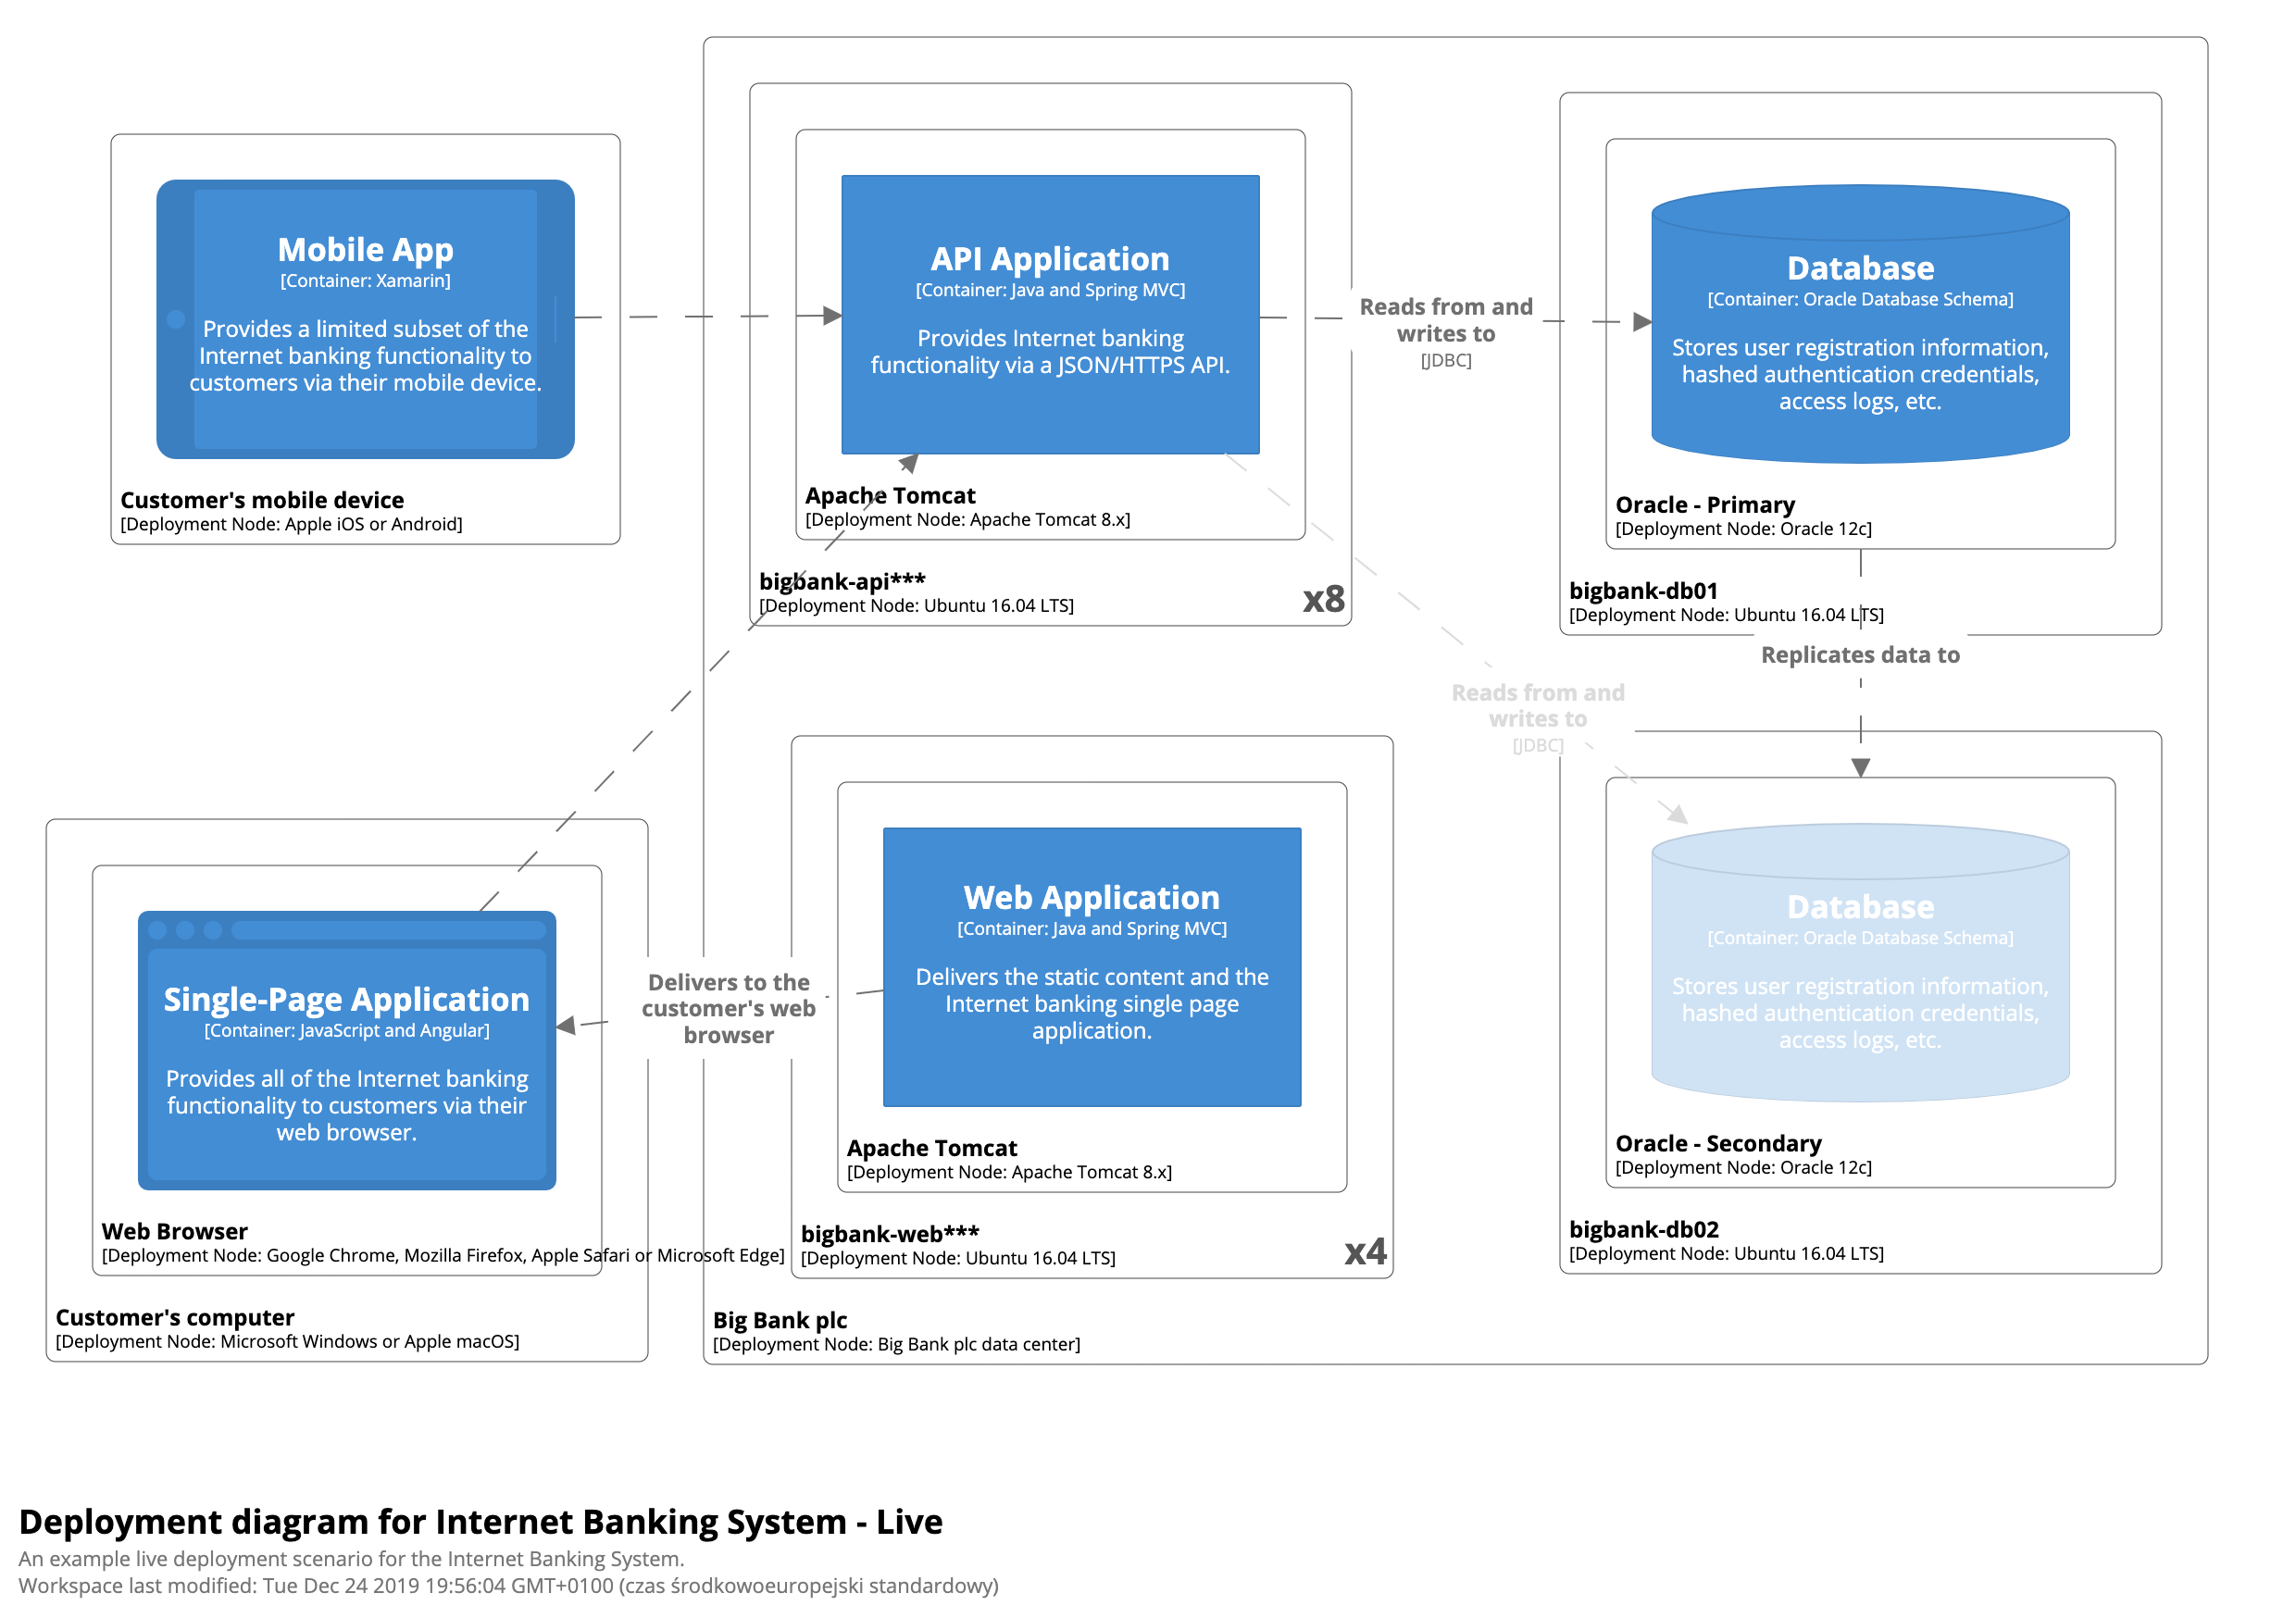 Mobile App
[Container: Xamarin]
Provides a limited subset of the
Internet banking functionality to
customers via their mobile device.
Customer's mobile device
[Deployment Node: Apple iOS or Android]
API Application
[Container: Java and Spring MVC]
Provides Internet banking
functionality via a JSON/HTTPS API.
Apache Tomcat
[Deployment Node: Apache Tomcat 8.x]
bigbank-api***
[Deployment Node: Ubuntu 16.04 LTS]
x8
Reads from and
writes to
[JDBC]
Database
[Container: Oracle Database Schema]
Stores user registration information,
hashed authentication credentials,
access logs, etc.
Oracle - Primary
[Deployment Node: Oracle 12c]
bigbank-db01
[Deployment Node: Ubuntu 16.04 LTS]
Replicates data to
Reads from and
writes to
[JDBC]
Single-Page Application
[Container: JavaScript and Angular]
Provides all of the Internet banking
functionality to customers via their
web browser.
Web Browser
[Deployment Node: Google Chrome, Mozilla Firefox, Apple Safari or Microsoft Edge]
Customer's computer
[Deployment Node: Microsoft Windows or Apple macOS]
Delivers to the
customer's web
browser
Web Application
[Container: Java and Spring MVC]
Delivers the static content and the
Internet banking single page
application.
Apache Tomcat
[Deployment Node: Apache Tomcat 8.x]
bigbank-web***
[Deployment Node: Ubuntu 16.04 LTS]
x4
Database
[Container: Oracle Database Schema]
Stores user registration information,
hashed authentication credentials,
access logs, etc.
Oracle - Secondary
[Deployment Node: Oracle 12c]
bigbank-db02
[Deployment Node: Ubuntu 16.04 LTS]
Big Bank plc
[Deployment Node: Big Bank plc data center]
Deployment diagram for Internet Banking System - Live
An example live deployment scenario for the Internet Banking System.
Workspace last modified: Tue Dec 24 2019 19:56:04 GMT+0100 (czas środkowoeuropejski standardowy)